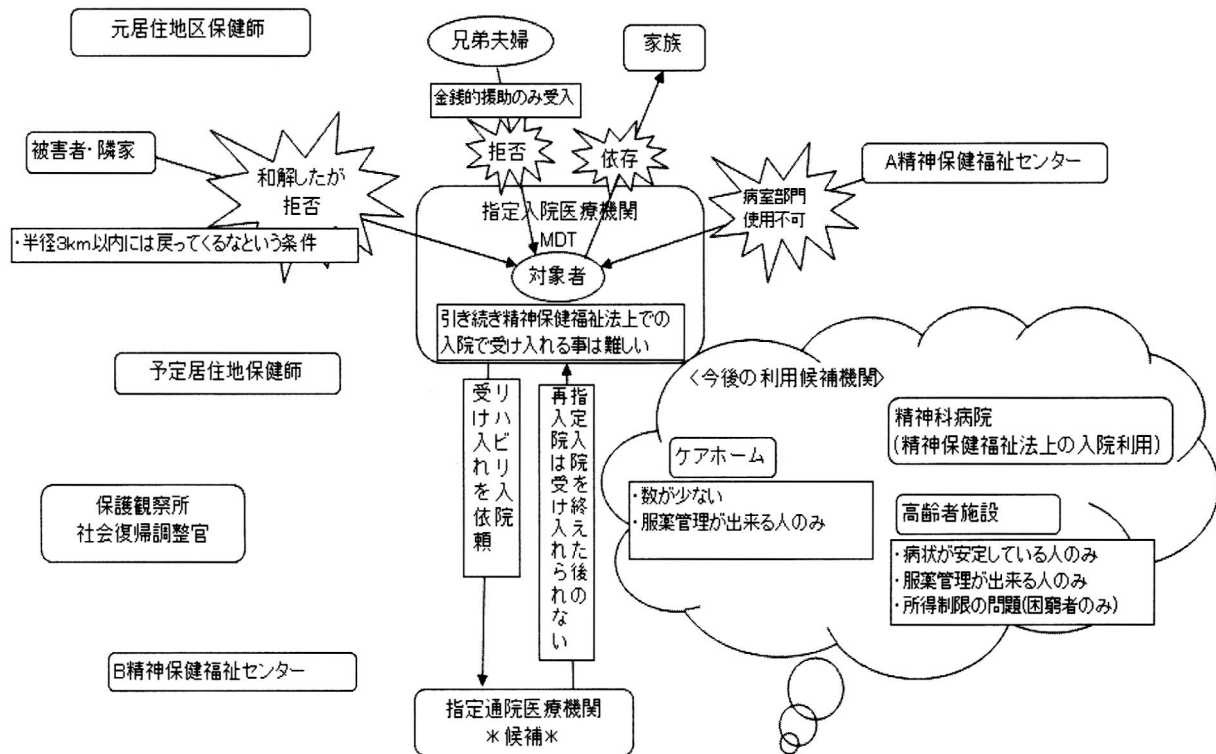 元居住地区保健師
兄弟夫婦
家族
金銭的援助のみ受入
被害者・隣家
拒否
依存
A精神保健福祉センター
和解したが
拒否
病室部門
使用不可
・半径3km以内には戻ってくるなという条件
指定入院医療機関
MDT
対象者
引き続き精神保健福祉法上での
入院で受け入れる事は難しい
予定居住地保健師
リハビリ入院
受け入れを依頼
指定入院を終えた後の
再入院は受け入れられない
<今後の利用候補機関>
精神科病院
(精神保健福祉法上の入院利用)
ケアホーム
・数が少ない
・服薬管理が出来る人のみ
高齢者施設
・病状が安定している人のみ
・服薬管理が出来る人のみ
・所得制限の問題(困窮者のみ)
保護観察所
社会復帰調整官
B精神保健福祉センター
指定通院医療機関
*候補*